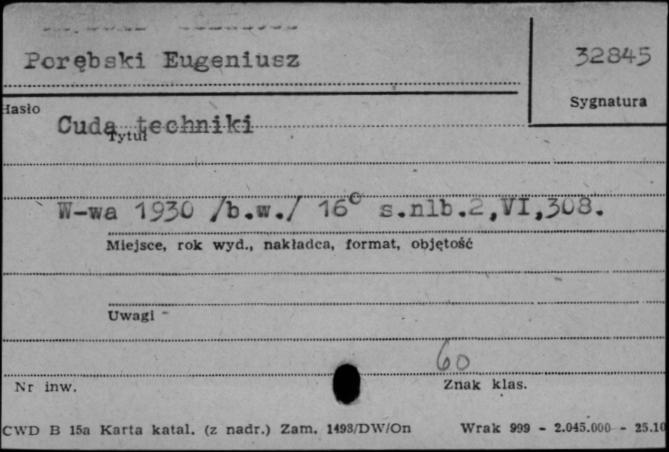 Porębski Eugeniusz
32845
Hasło
Sygnatura
Cuda techniki
Tytuł
W-wa 1930 /b.w./ 16° s.nlb.2,VI,308.
Miejsce, rok wyd., nakładca, format, objętość
Uwagi
60
Nr inw.
Znak klas.
CWD B 15a Karta katal. (z nadr.) Zam. 1493/DW/On
Wrak 999 - 2.045.000 - 25.10